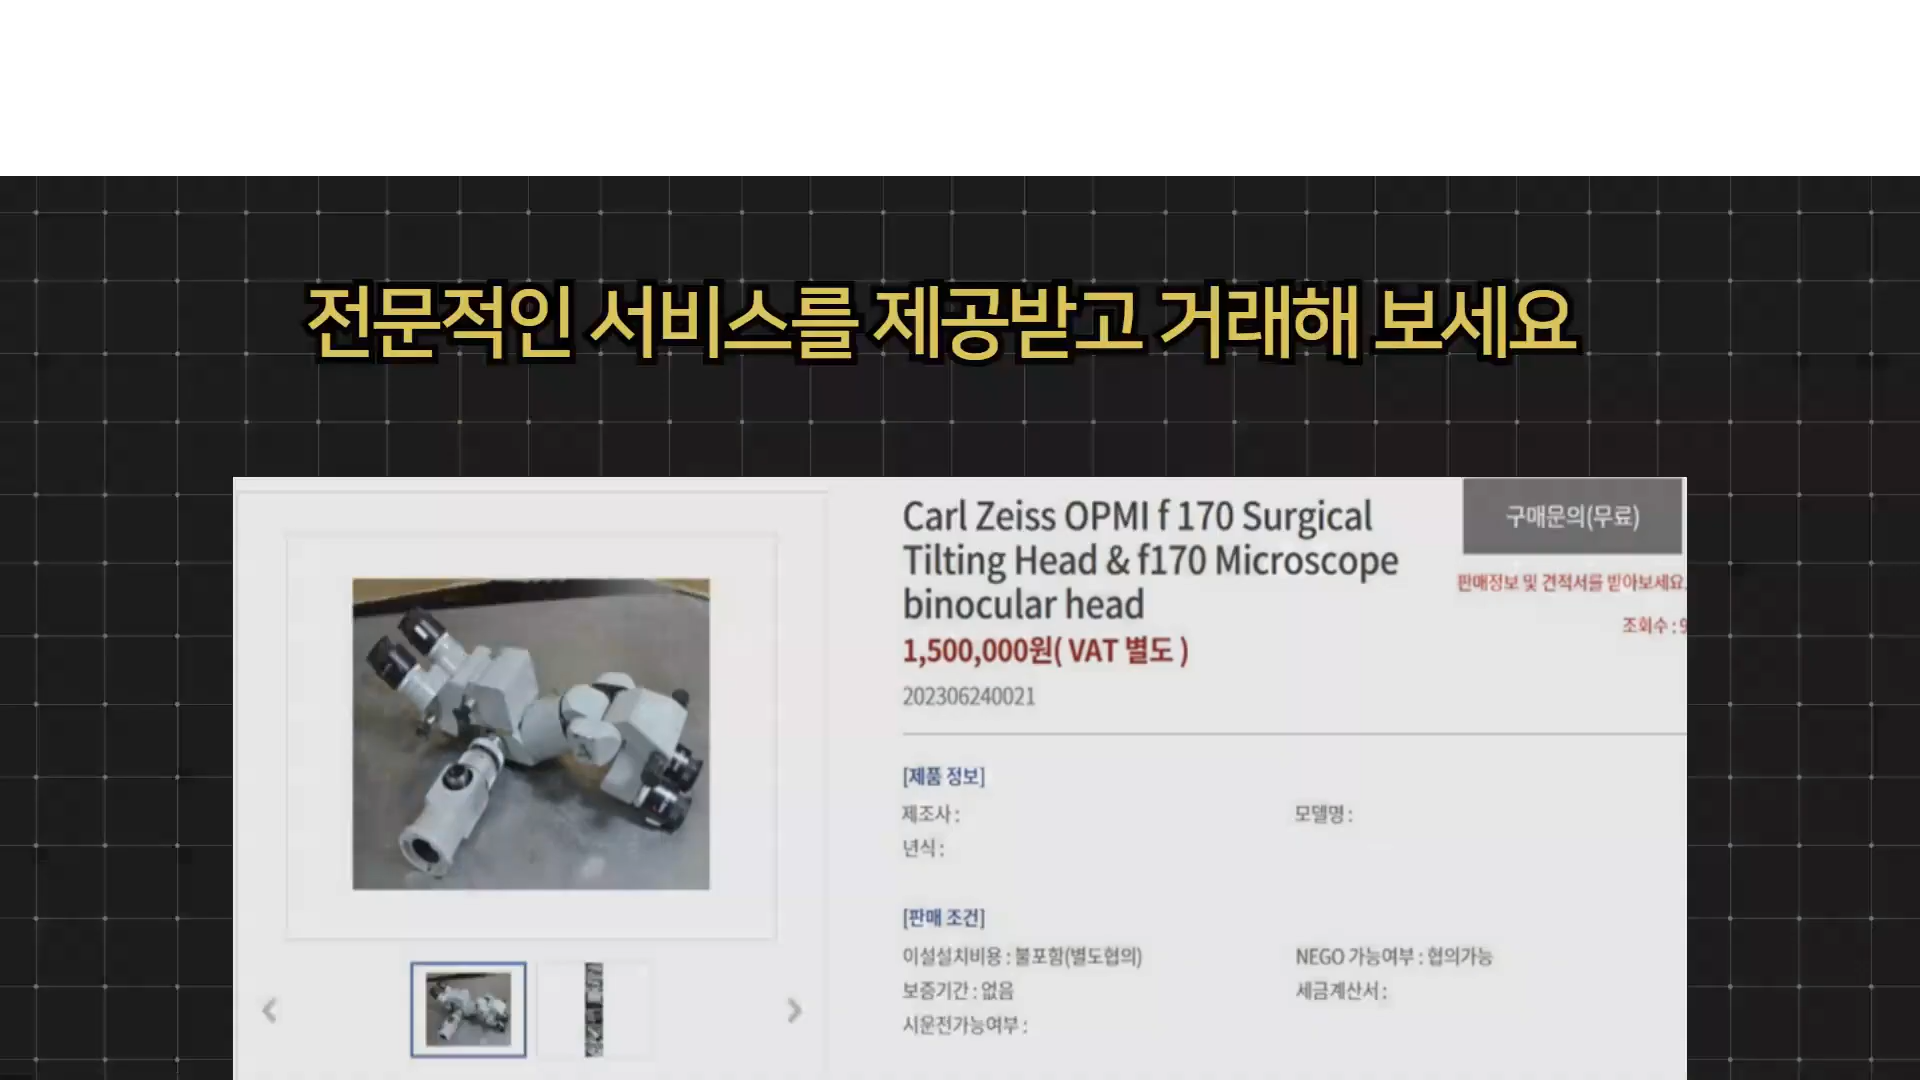 전문적인 서비스를 제공받고 거래해 보세요
Carl Zeiss OPMI f 170 Surgical
Tilting Head & f170 Microscope
binocular head
1,500,000원( VAT 별도 )
202306240021
구매문의(무료)
판매정보 및 견적서를 받아보세요.
조회수 : 9
[제품 정보]
제조사 :
모델명 :
년식 :
[판매 조건]
이설설치비용 : 불포함(별도협의)
NEGO 가능여부 : 협의가능
보증기간 : 없음
세금계산서 :
시운전가능여부 :